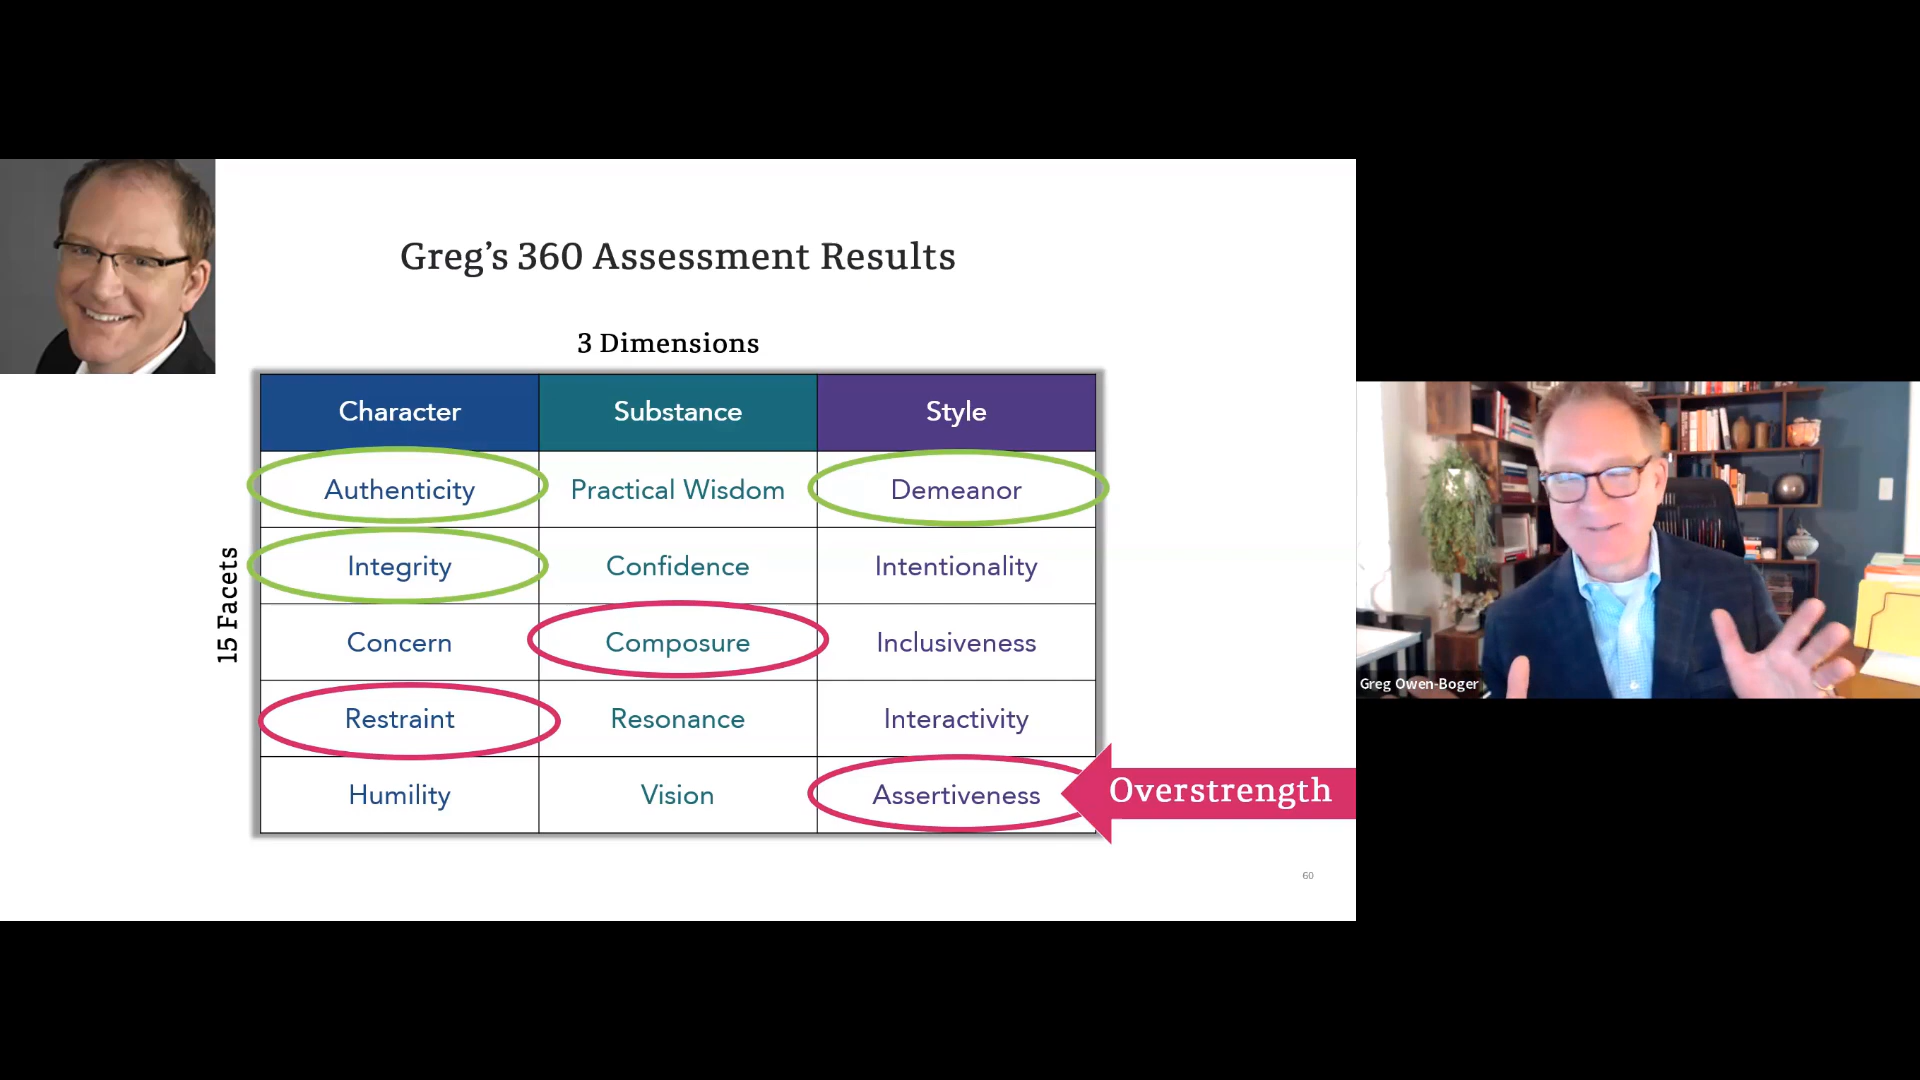 Greg's 360 Assessment Results
3 Dimensions
15 Facets
Character Substance Style
Authenticity Practical Wisdom Demeanor
Integrity Confidence Intentionality
Concern Composure Inclusiveness
Restraint Resonance Interactivity
Humility Vision Assertiveness
Overstrength
60
Greg Owen-Boger